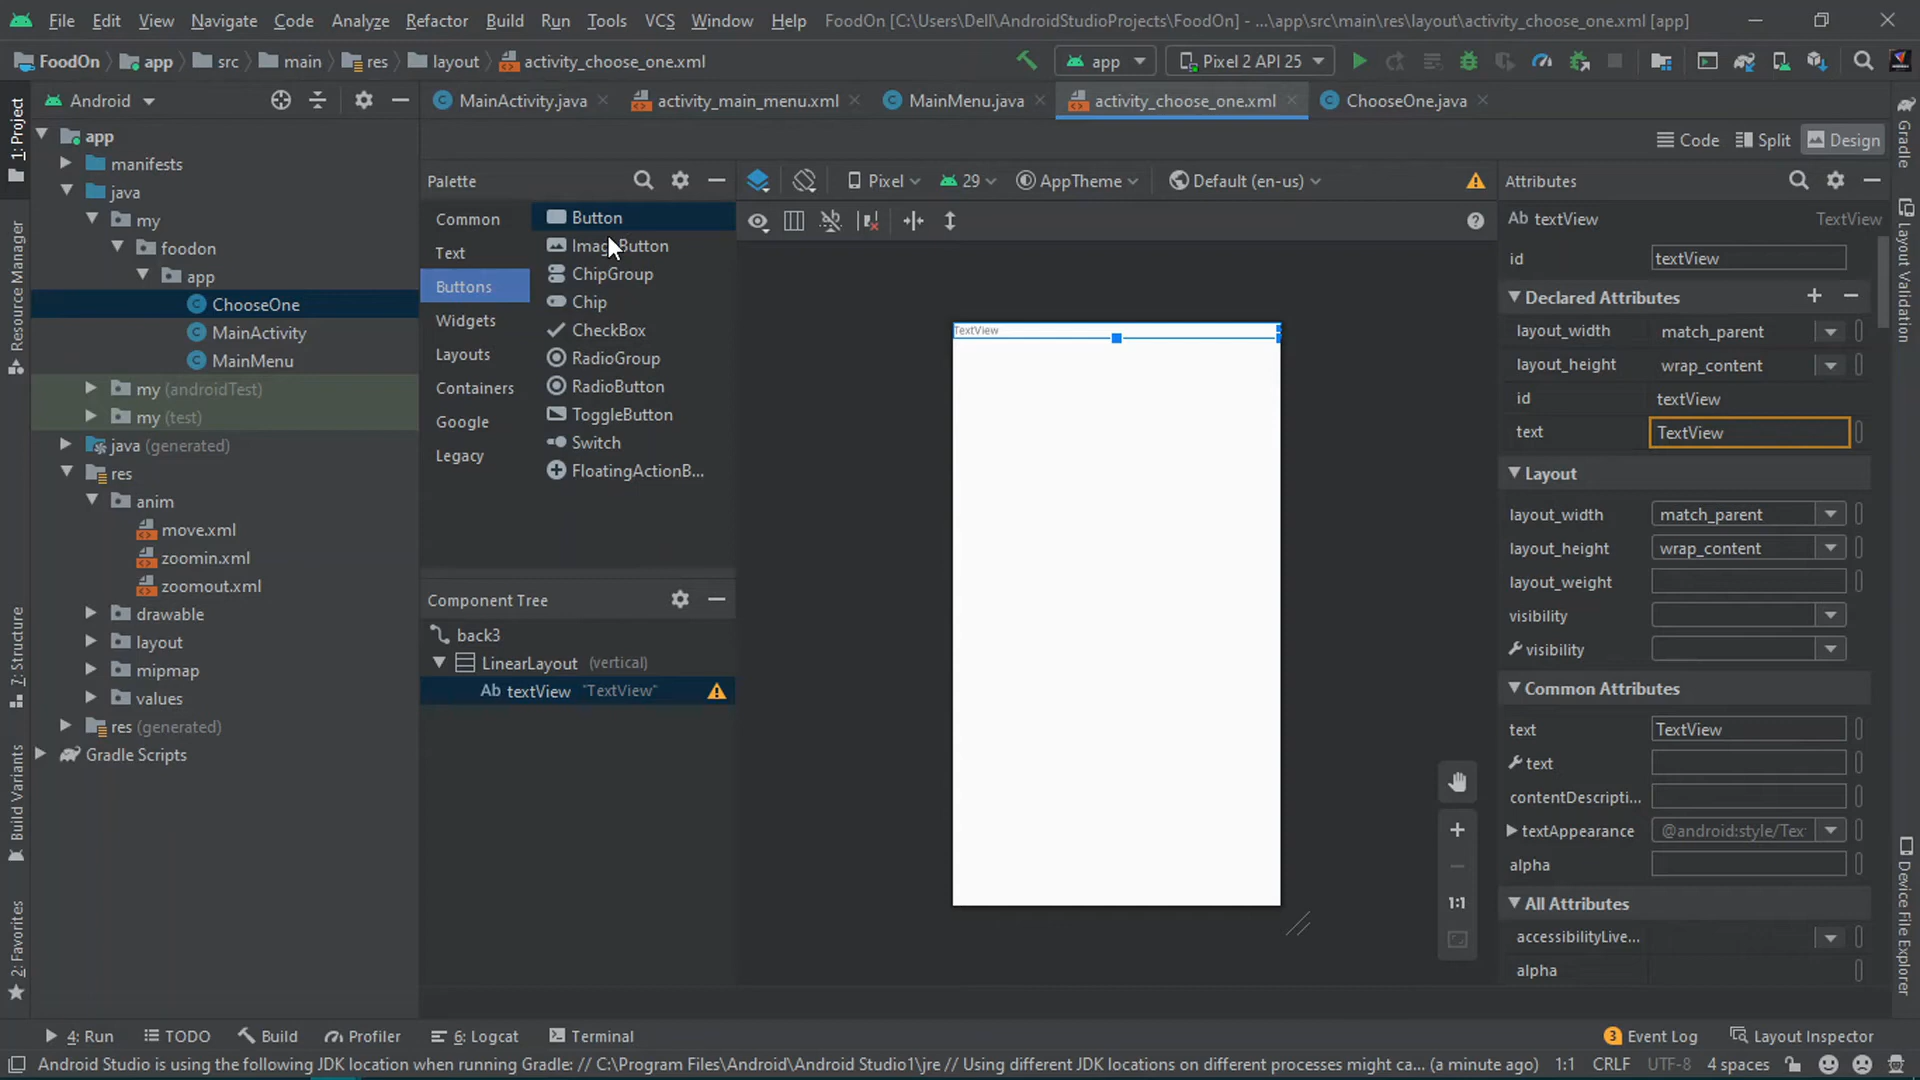 File Edit View Navigate Code Analyze Refactor Build Run Tools VCS Window Help FoodOn [C:\Users\Dell\AndroidStudioProjects\FoodOn] - ...\app\src\main\res\layout\activity_choose_one.xml [app]
FoodOn app src main res layout activity_choose_one.xml app Pixel 2 API 25
Android MainActivity.java activity_main_menu.xml MainMenu.java activity_choose_one.xml ChooseOne.java
Code Split Design
1: Project
Resource Manager
7: Structure
Build Variants
2: Favorites
app
manifests
java
my
foodon
app
ChooseOne
MainActivity
MainMenu
my (androidTest)
my (test)
java (generated)
res
anim
move.xml
zoomin.xml
zoomout.xml
drawable
layout
mipmap
values
res (generated)
Gradle Scripts
Palette
Common
Text
Buttons
Widgets
Layouts
Containers
Google
Legacy
Button
ImageButton
ChipGroup
Chip
CheckBox
RadioGroup
RadioButton
ToggleButton
Switch
FloatingActionB...
Component Tree
back3
LinearLayout (vertical)
Ab textView "TextView"
Pixel 29 AppTheme Default (en-us)
TextView
1:1
Attributes
Ab textView TextView
id textView
Declared Attributes
layout_width match_parent
layout_height wrap_content
id textView
text TextView
Layout
layout_width match_parent
layout_height wrap_content
layout_weight
visibility
visibility
Common Attributes
text TextView
text
contentDescripti...
textAppearance @android:style/Tex
alpha
All Attributes
accessibilityLive...
alpha
Gradle
Layout Validation
Device File Explorer
4: Run TODO Build Profiler 6: Logcat Terminal 3 Event Log Layout Inspector
Android Studio is using the following JDK location when running Gradle: // C:\Program Files\Android\Android Studio1\jre // Using different JDK locations on different processes might ca... (a minute ago) 1:1 CRLF UTF-8 4 spaces